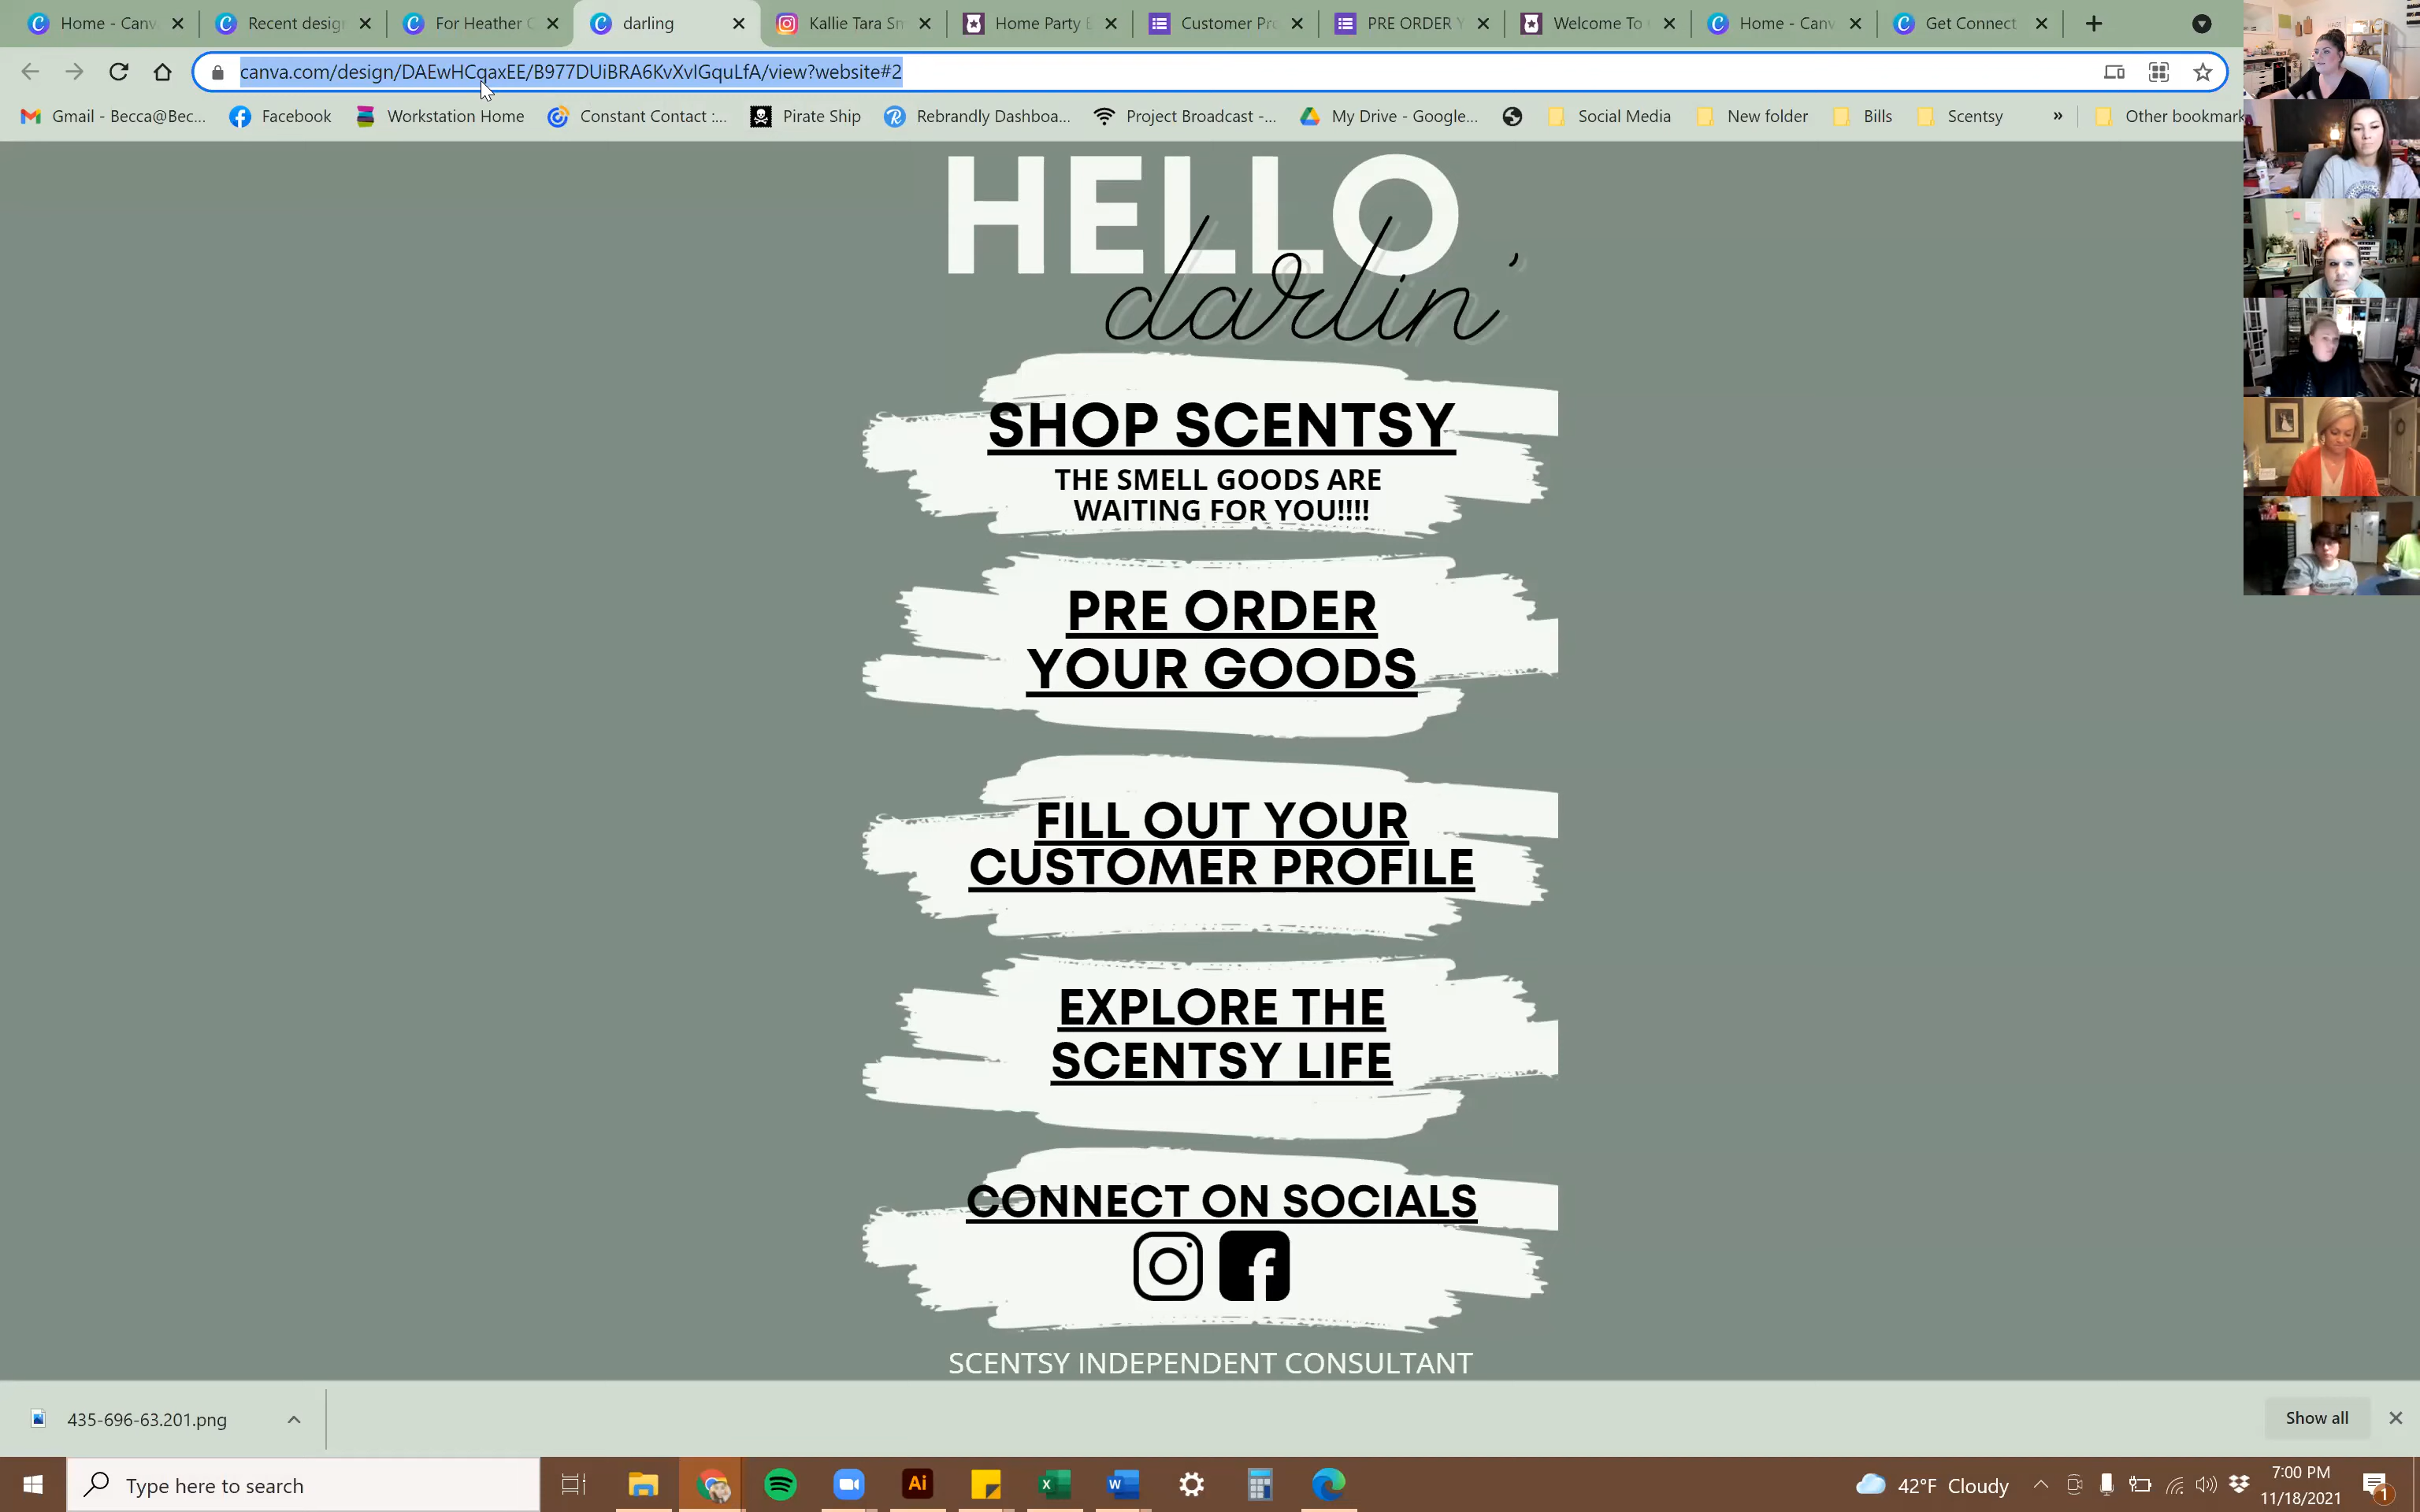 Home - Canv
Recent desig
For Heather C
darling
Kallie Tara Sm
Home Party B
Customer Pro
PRE ORDER Y
Welcome To
Home - Canv
Get Connect
canva.com/design/DAEwHCqaxEE/B977DUiBRA6KvXvIGquLfA/view?website#2
Gmail - Becca@Bec...
Facebook
Workstation Home
Constant Contact :...
Pirate Ship
Rebrandly Dashboa...
Project Broadcast -...
My Drive - Google...
Social Media
New folder
Bills
Scentsy
»
Other bookmark
HELLO
darlin'
SHOP SCENTSY
THE SMELL GOODS ARE
WAITING FOR YOU!!!!
PRE ORDER
YOUR GOODS
FILL OUT YOUR
CUSTOMER PROFILE
EXPLORE THE
SCENTSY LIFE
CONNECT ON SOCIALS
SCENTSY INDEPENDENT CONSULTANT
435-696-63.201.png
Show all
Type here to search
42°F Cloudy
7:00 PM
11/18/2021
1